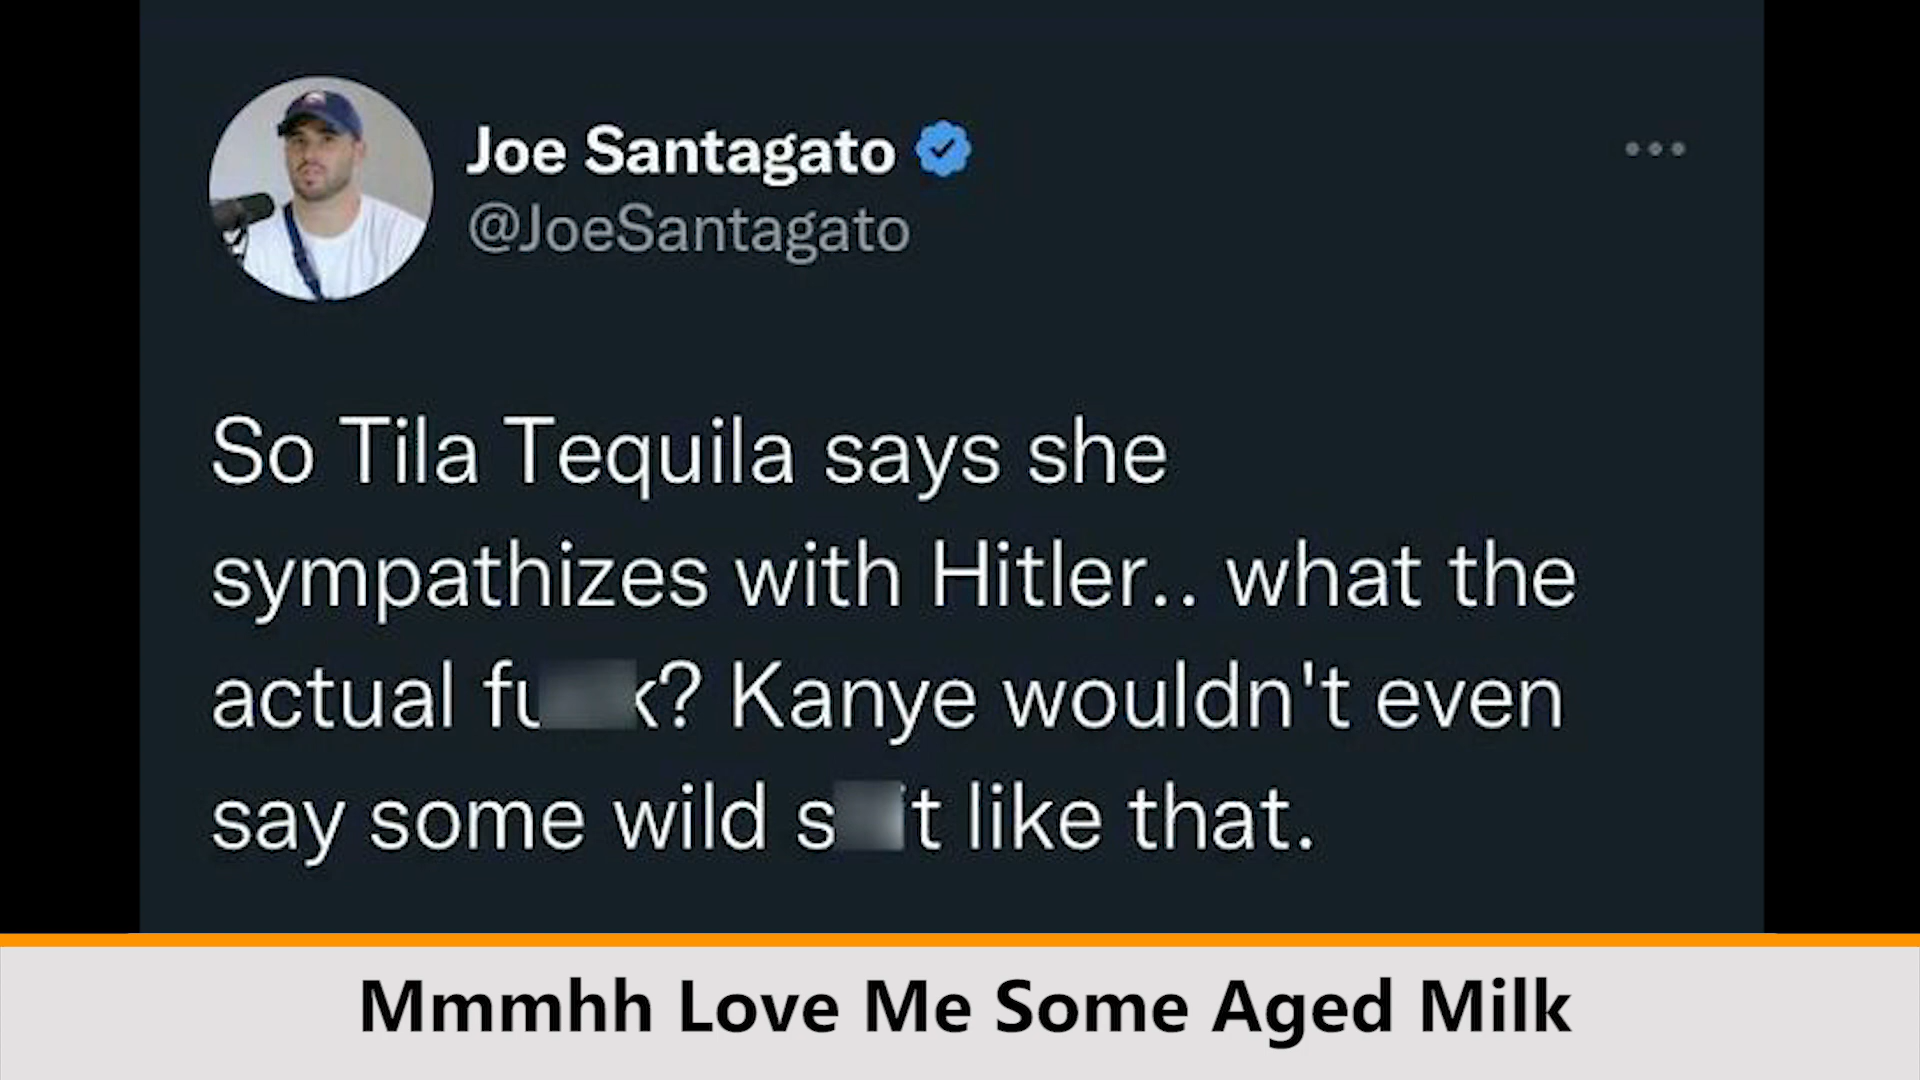 Joe Santagato
@JoeSantagato
So Tila Tequila says she
sympathizes with Hitler.. what the
actual fu k? Kanye wouldn't even
say some wild s t like that.
Mmmhh Love Me Some Aged Milk